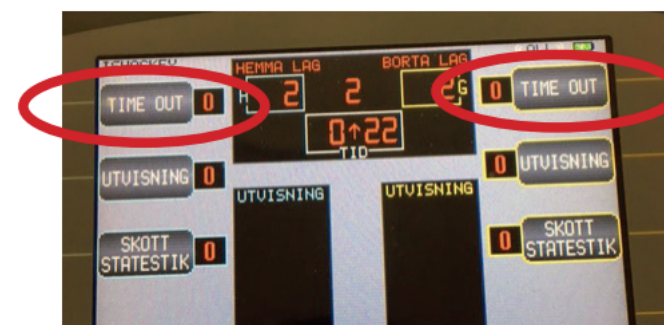 ISHOCKEY
HEMMA LAG
BORTA LAG
TIME OUT 0
H 2
2
2 G
0 TIME OUT
0↑22
TID
UTVISNING 0
0 UTVISNING
UTVISNING
UTVISNING
SKOTT
STATESTIK 0
0 SKOTT
STATESTIK